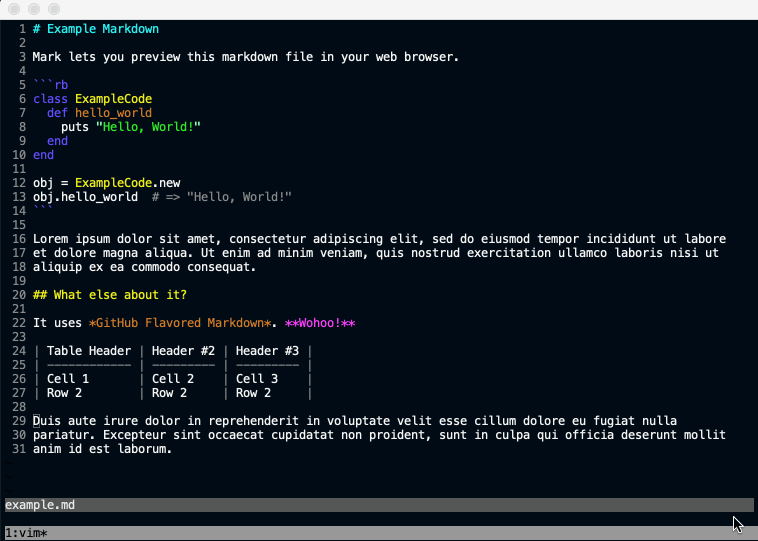 1 # Example Markdown
2
3 Mark lets you preview this markdown file in your web browser.
4
5 ```rb
6 class ExampleCode
7   def hello_world
8     puts "Hello, World!"
9   end
10 end
11
12 obj = ExampleCode.new
13 obj.hello_world  # => "Hello, World!"
14 ```
15
16 Lorem ipsum dolor sit amet, consectetur adipiscing elit, sed do eiusmod tempor incididunt ut labore
17 et dolore magna aliqua. Ut enim ad minim veniam, quis nostrud exercitation ullamco laboris nisi ut
18 aliquip ex ea commodo consequat.
19
20 ## What else about it?
21
22 It uses *GitHub Flavored Markdown*. **Wohoo!**
23
24 | Table Header | Header #2 | Header #3 |
25 | ------------ | --------- | --------- |
26 | Cell 1       | Cell 2    | Cell 3    |
27 | Row 2        | Row 2     | Row 2     |
28
29 Duis aute irure dolor in reprehenderit in voluptate velit esse cillum dolore eu fugiat nulla
30 pariatur. Excepteur sint occaecat cupidatat non proident, sunt in culpa qui officia deserunt mollit
31 anim id est laborum.
~
~
example.md
1:vim*